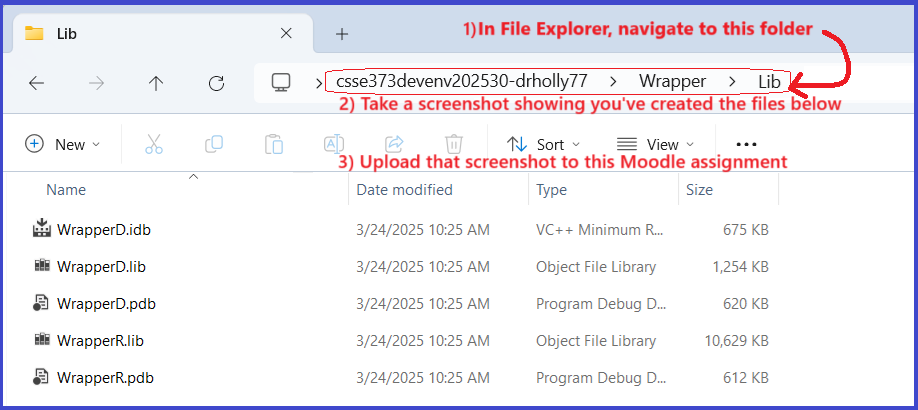 Lib
1)In File Explorer, navigate to this folder
csse373devenv202530-drholly77 > Wrapper > Lib
2) Take a screenshot showing you've created the files below
New Sort View
3) Upload that screenshot to this Moodle assignment
Name Date modified Type Size
WrapperD.idb 3/24/2025 10:25 AM VC++ Minimum R... 675 KB
WrapperD.lib 3/24/2025 10:25 AM Object File Library 1,254 KB
WrapperD.pdb 3/24/2025 10:25 AM Program Debug D... 620 KB
WrapperR.lib 3/24/2025 10:25 AM Object File Library 10,629 KB
WrapperR.pdb 3/24/2025 10:25 AM Program Debug D... 612 KB